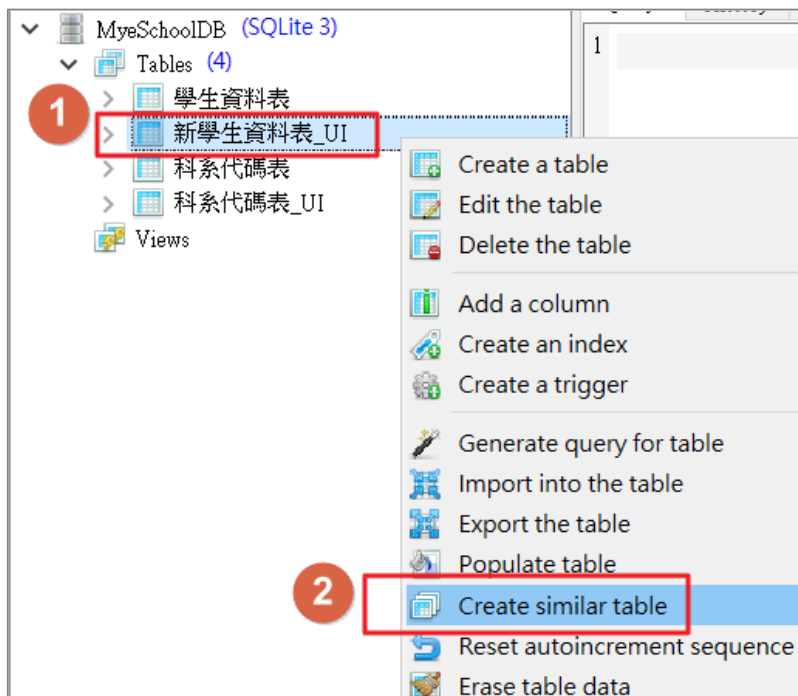 MyeSchoolDB (SQLite 3)
Tables (4)
學生資料表
1
新學生資料表_UI
科系代碼表
科系代碼表_UI
Views
1
Create a table
Edit the table
Delete the table
Add a column
Create an index
Create a trigger
Generate query for table
Import into the table
Export the table
Populate table
2
Create similar table
Reset autoincrement sequence
Erase table data